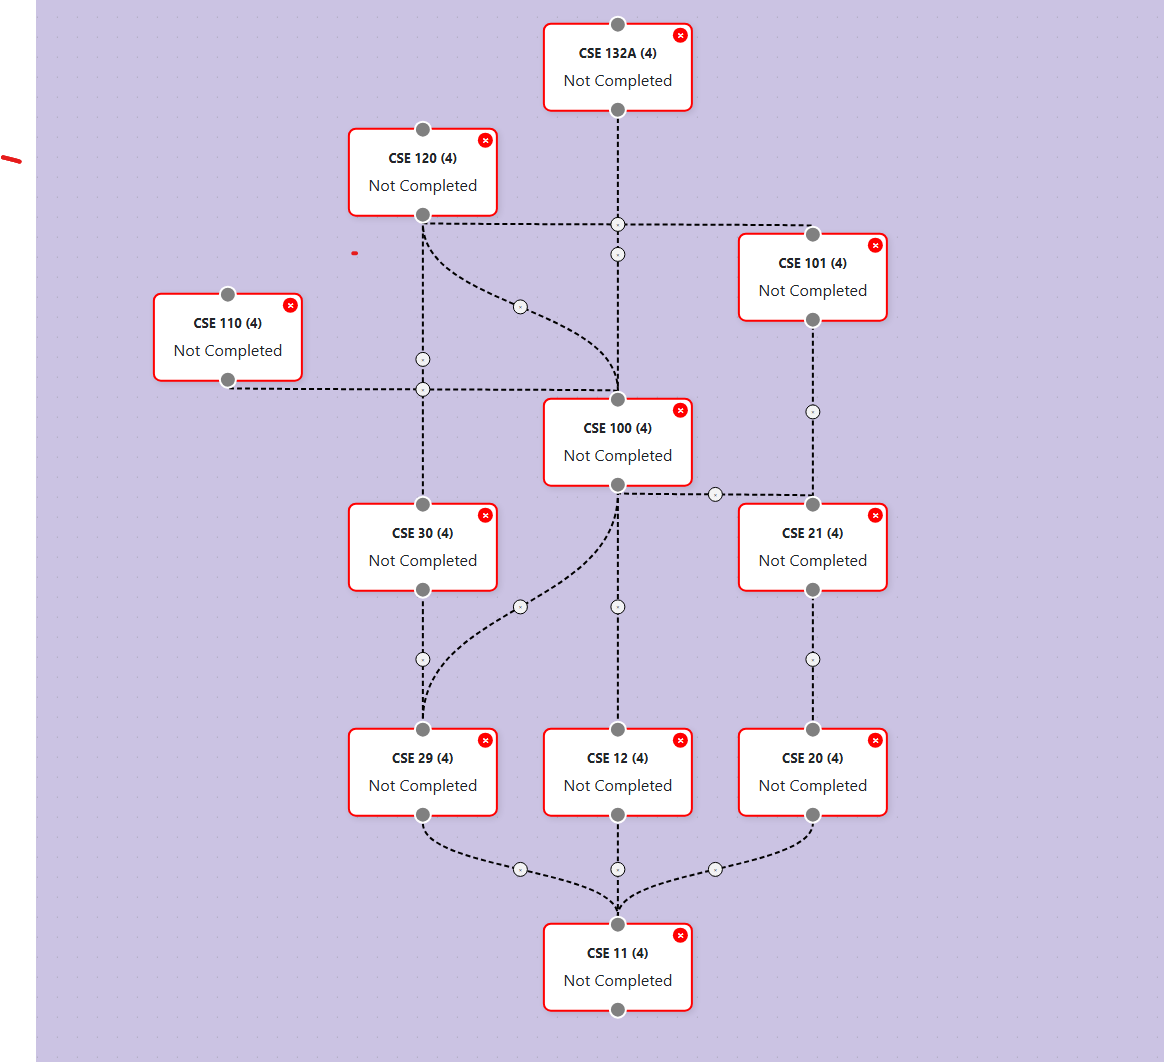 CSE 132A (4)
Not Completed
CSE 120 (4)
Not Completed
CSE 101 (4)
Not Completed
CSE 110 (4)
Not Completed
CSE 100 (4)
Not Completed
CSE 30 (4)
Not Completed
CSE 21 (4)
Not Completed
CSE 29 (4)
Not Completed
CSE 12 (4)
Not Completed
CSE 20 (4)
Not Completed
CSE 11 (4)
Not Completed